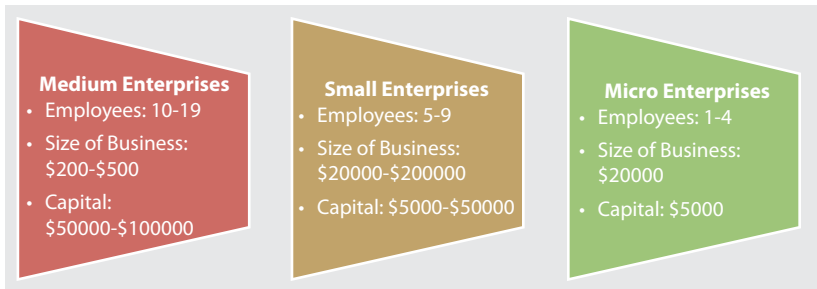 Medium Enterprises
• Employees: 10-19
• Size of Business:
$200-$500
• Capital:
$50000-$100000
Small Enterprises
• Employees: 5-9
• Size of Business:
$20000-$200000
• Capital: $5000-$50000
Micro Enterprises
• Employees: 1-4
• Size of Business:
$20000
• Capital: $5000